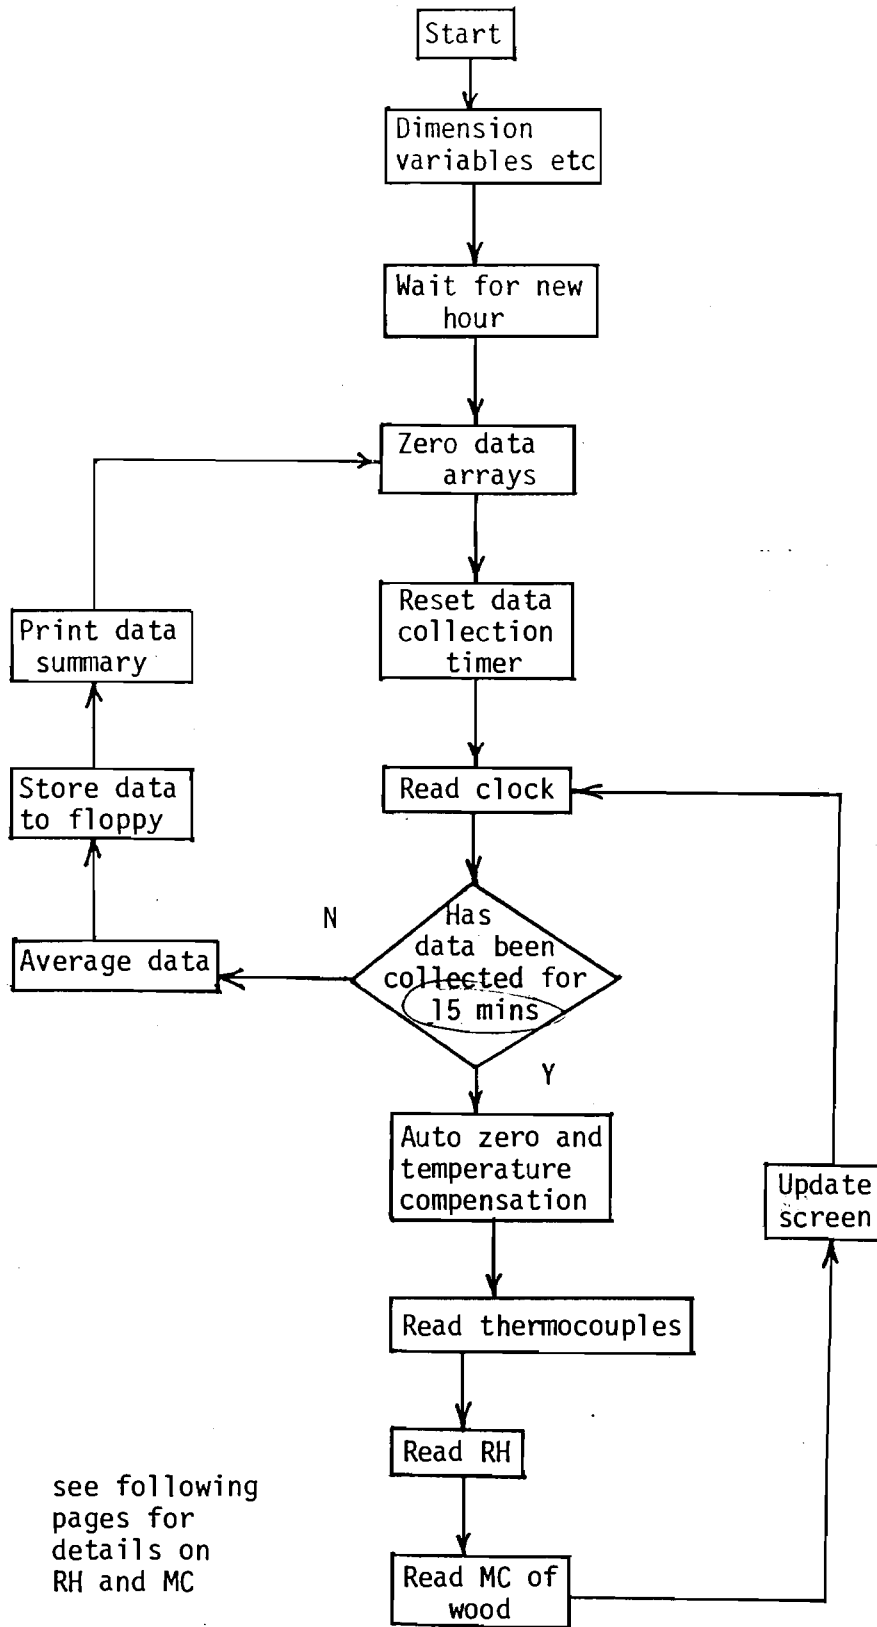 Start
Dimension
variables etc
Wait for new
hour
Zero data
arrays
Reset data
collection
timer
Print data
summary
Store data
to floppy
Read clock
N
Has
data been
collected for
15 mins
Average data
Y
Auto zero and
temperature
compensation
Update
screen
Read thermocouples
Read RH
see following
pages for
details on
RH and MC
Read MC of
wood